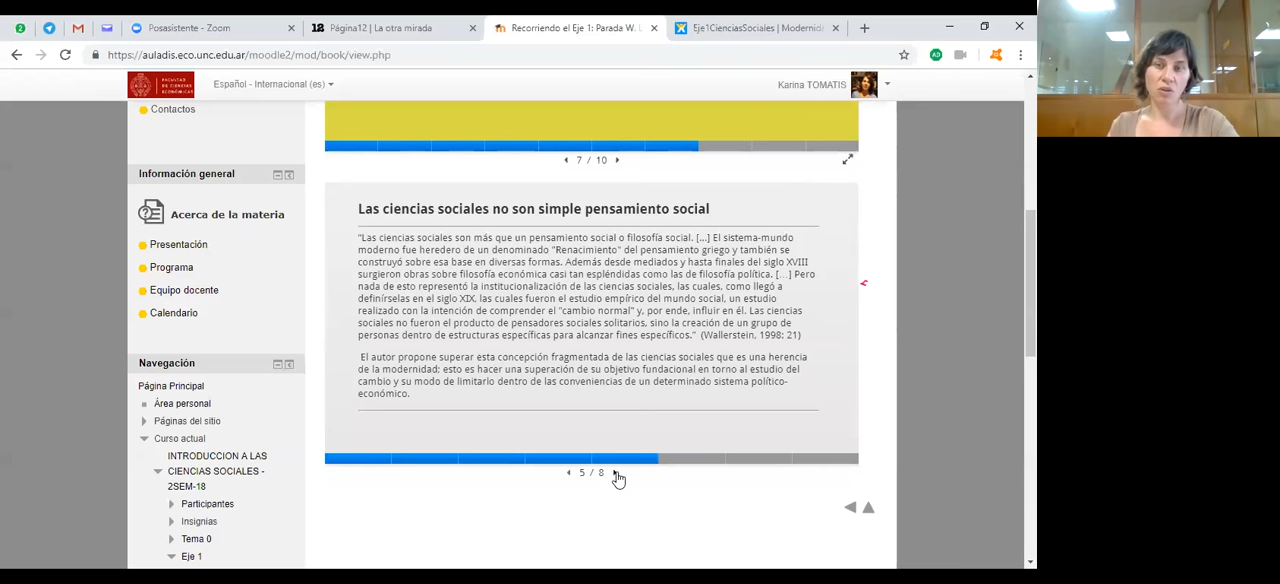 Posasistente - Zoom
Página12 | La otra mirada
Recorriendo el Eje 1: Parada W.
Eje1CienciasSociales | Modernid
https://auladis.eco.unc.edu.ar/moodle2/mod/book/view.php
FACULTAD DE CIENCIAS ECONÓMICAS
Español - Internacional (es)
Karina TOMATIS
Contactos
7 / 10
Información general
Acerca de la materia
Presentación
Programa
Equipo docente
Calendario
Navegación
Página Principal
Área personal
Páginas del sitio
Curso actual
INTRODUCCION A LAS
CIENCIAS SOCIALES -
2SEM-18
Participantes
Insignias
Tema 0
Eje 1
Las ciencias sociales no son simple pensamiento social
"Las ciencias sociales son más que un pensamiento social o filosofía social. [...] El sistema-mundo
moderno fue heredero de un denominado "Renacimiento" del pensamiento griego y también se
construyó sobre esa base en diversas formas. Además desde mediados y hasta finales del siglo XVIII
surgieron obras sobre filosofía económica casi tan espléndidas como las de filosofía política. [...] Pero
nada de esto representó la institucionalización de las ciencias sociales, las cuales, como llegó a
definírselas en el siglo XIX, las cuales fueron el estudio empírico del mundo social, un estudio
realizado con la intención de comprender el "cambio normal" y, por ende, influir en él. Las ciencias
sociales no fueron el producto de pensadores sociales solitarios, sino la creación de un grupo de
personas dentro de estructuras específicas para alcanzar fines específicos." (Wallerstein, 1998: 21)
El autor propone superar esta concepción fragmentada de las ciencias sociales que es una herencia
de la modernidad; esto es hacer una superación de su objetivo fundacional en torno al estudio del
cambio y su modo de limitarlo dentro de las conveniencias de un determinado sistema político-
económico.
5 / 8